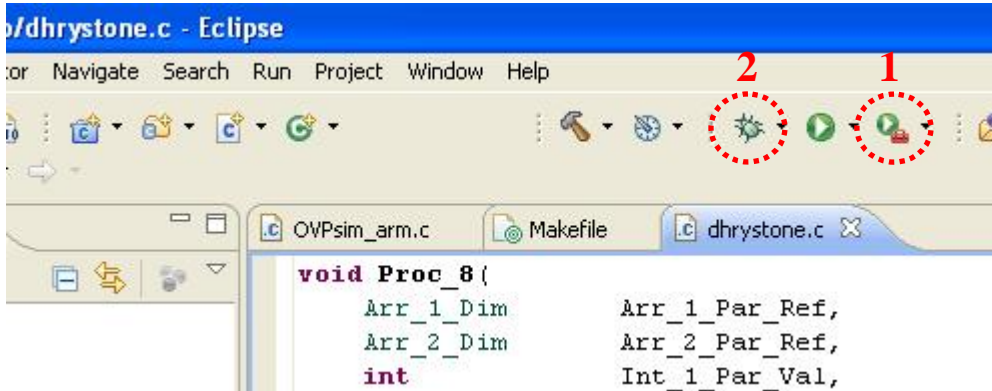 o/dhrystone.c - Eclipse
tor Navigate Search Run Project Window Help
2 1
OVPsim_arm.c Makefile dhrystone.c
void Proc_8(
Arr_1_Dim Arr_1_Par_Ref,
Arr_2_Dim Arr_2_Par_Ref,
int Int_1_Par_Val,